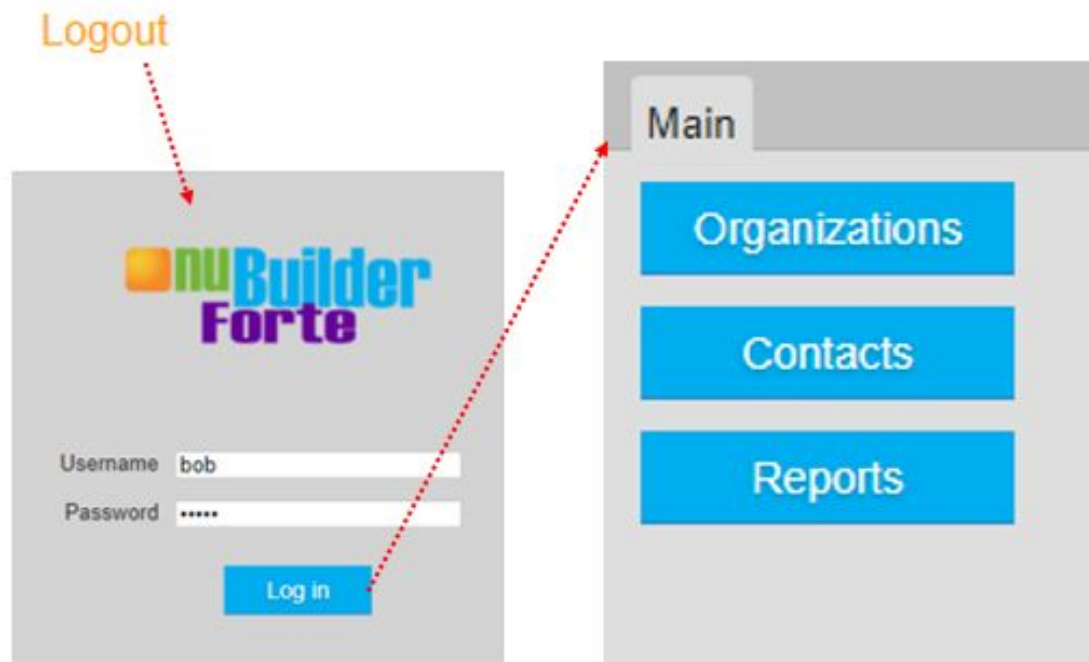 Logout
nuBuilder
Forte
Username bob
Password •••••
Log in
Main
Organizations
Contacts
Reports